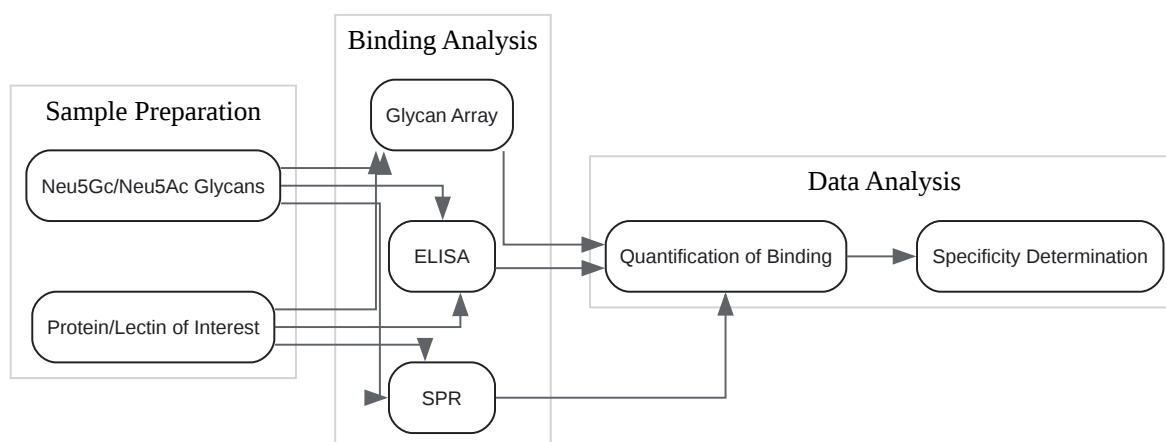 Sample Preparation
Neu5Gc/Neu5Ac Glycans
Protein/Lectin of Interest
Binding Analysis
Glycan Array
ELISA
SPR
Data Analysis
Quantification of Binding
Specificity Determination